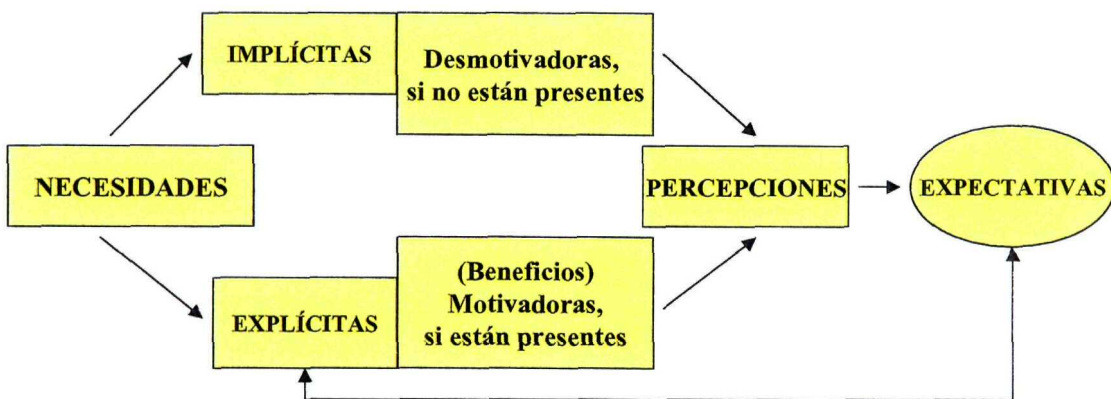 IMPLÍCITAS
Desmotivadoras,
si no están presentes
NECESIDADES
PERCEPCIONES
EXPECTATIVAS
EXPLÍCITAS
(Beneficios)
Motivadoras,
si están presentes